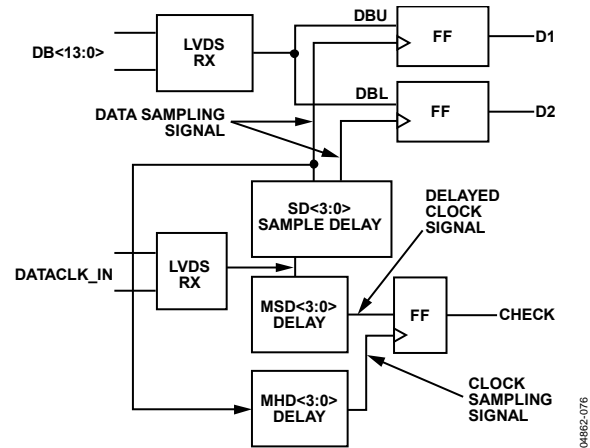 DB<13:0>
LVDS
RX
DBU
FF
D1
DBL
FF
D2
DATA SAMPLING
SIGNAL
SD<3:0>
SAMPLE DELAY
DELAYED
CLOCK
SIGNAL
DATACLK_IN
LVDS
RX
MSD<3:0>
DELAY
FF
CHECK
MHD<3:0>
DELAY
CLOCK
SAMPLING
SIGNAL
04862-076